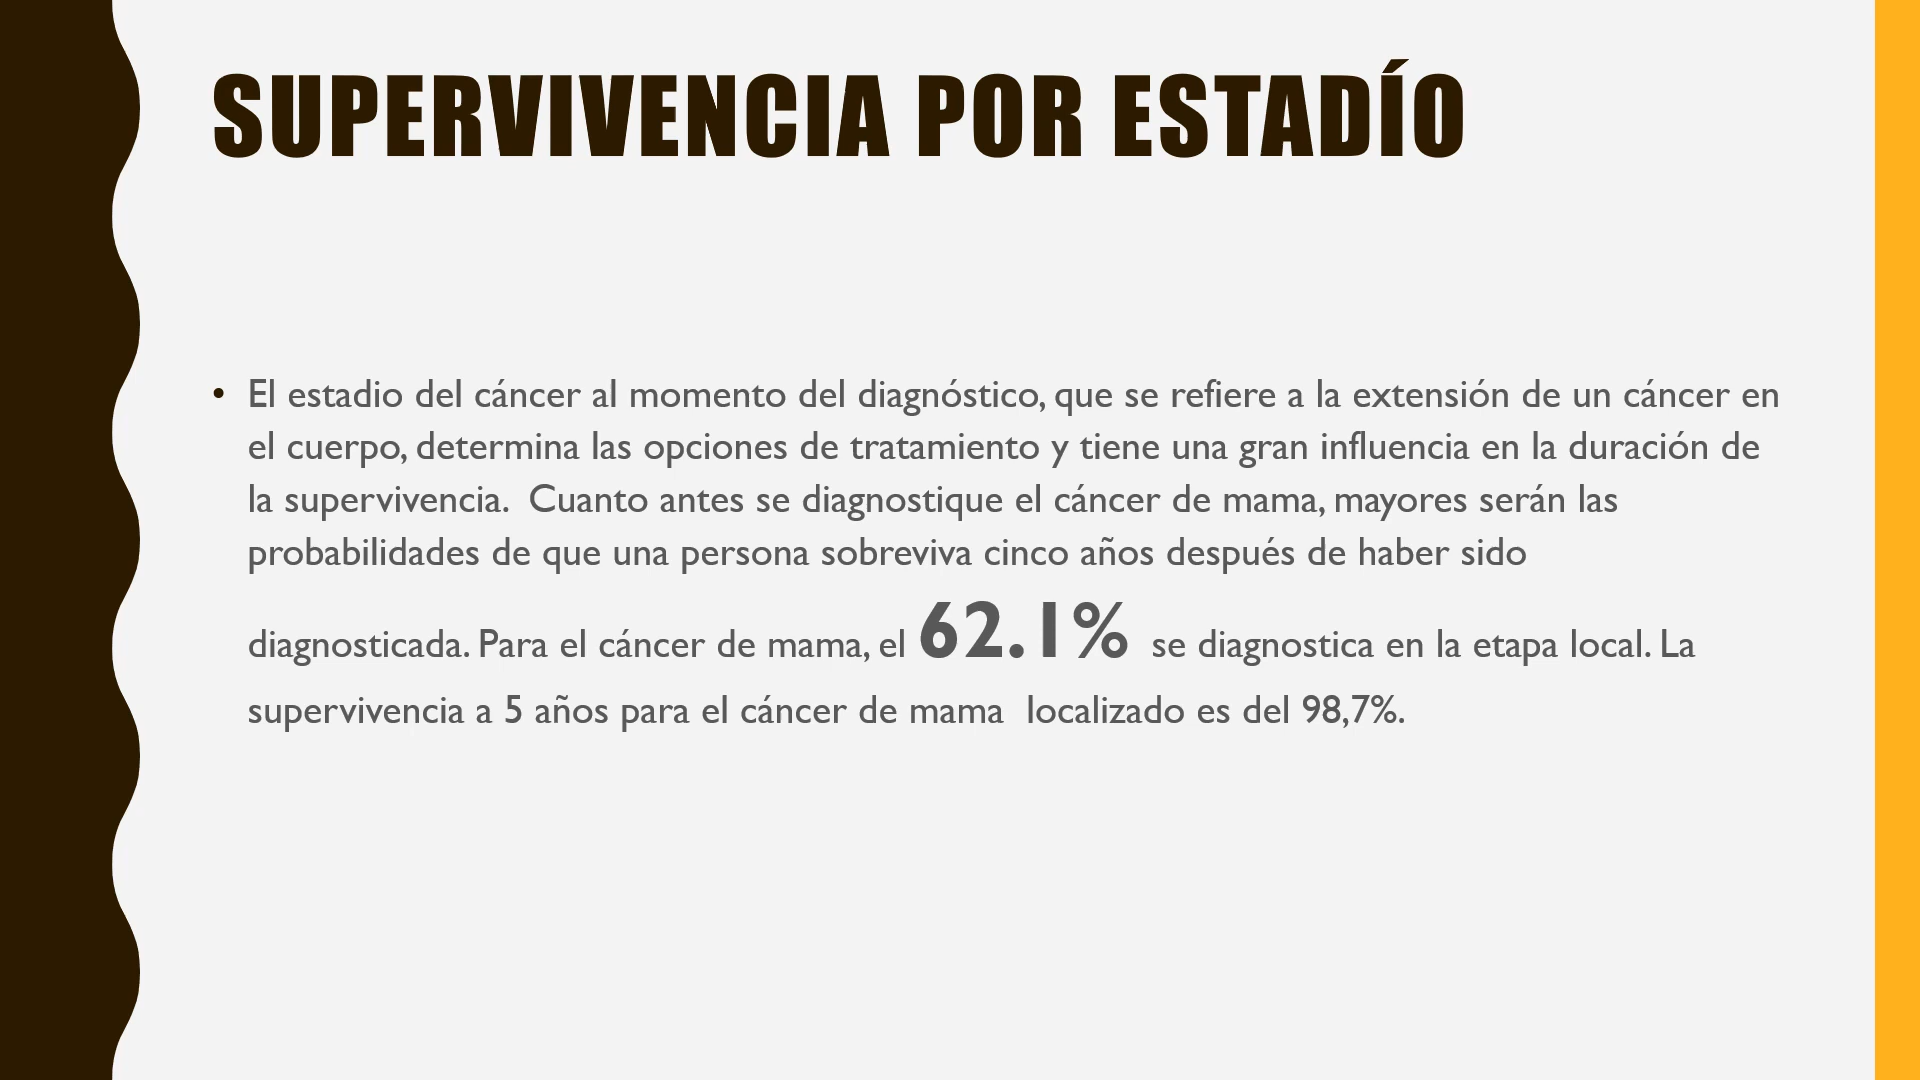 SUPERVIVENCIA POR ESTADÍO
• El estadio del cáncer al momento del diagnóstico, que se refiere a la extensión de un cáncer en
el cuerpo, determina las opciones de tratamiento y tiene una gran influencia en la duración de
la supervivencia.  Cuanto antes se diagnostique el cáncer de mama, mayores serán las
probabilidades de que una persona sobreviva cinco años después de haber sido
diagnosticada. Para el cáncer de mama, el 62.1%  se diagnostica en la etapa local. La
supervivencia a 5 años para el cáncer de mama  localizado es del 98,7%.